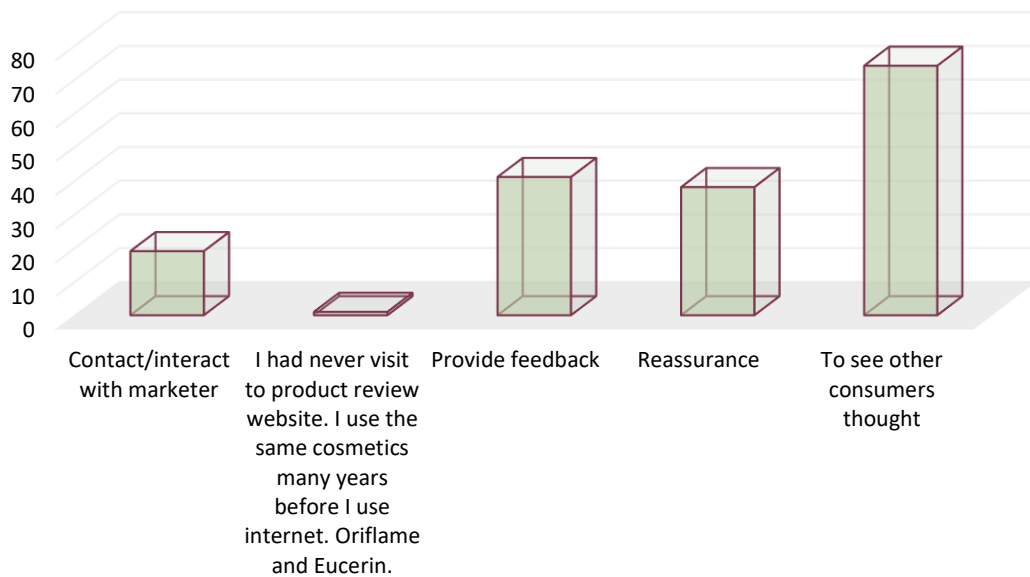 80
70
60
50
40
30
20
10
0
Contact/interact
with marketer
I had never visit
to product review
website. I use the
same cosmetics
many years
before I use
internet. Oriflame
and Eucerin.
Provide feedback
Reassurance
To see other
consumers
thought